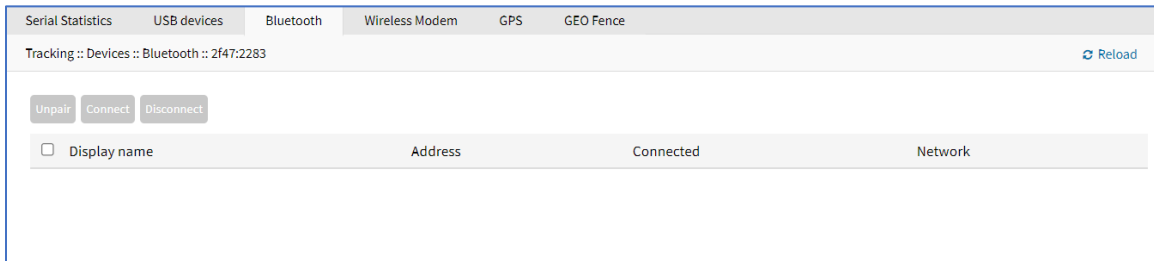 Serial Statistics USB devices Bluetooth Wireless Modem GPS GEO Fence
Tracking :: Devices :: Bluetooth :: 2f47:2283 Reload
Unpair Connect Disconnect
Display name Address Connected Network